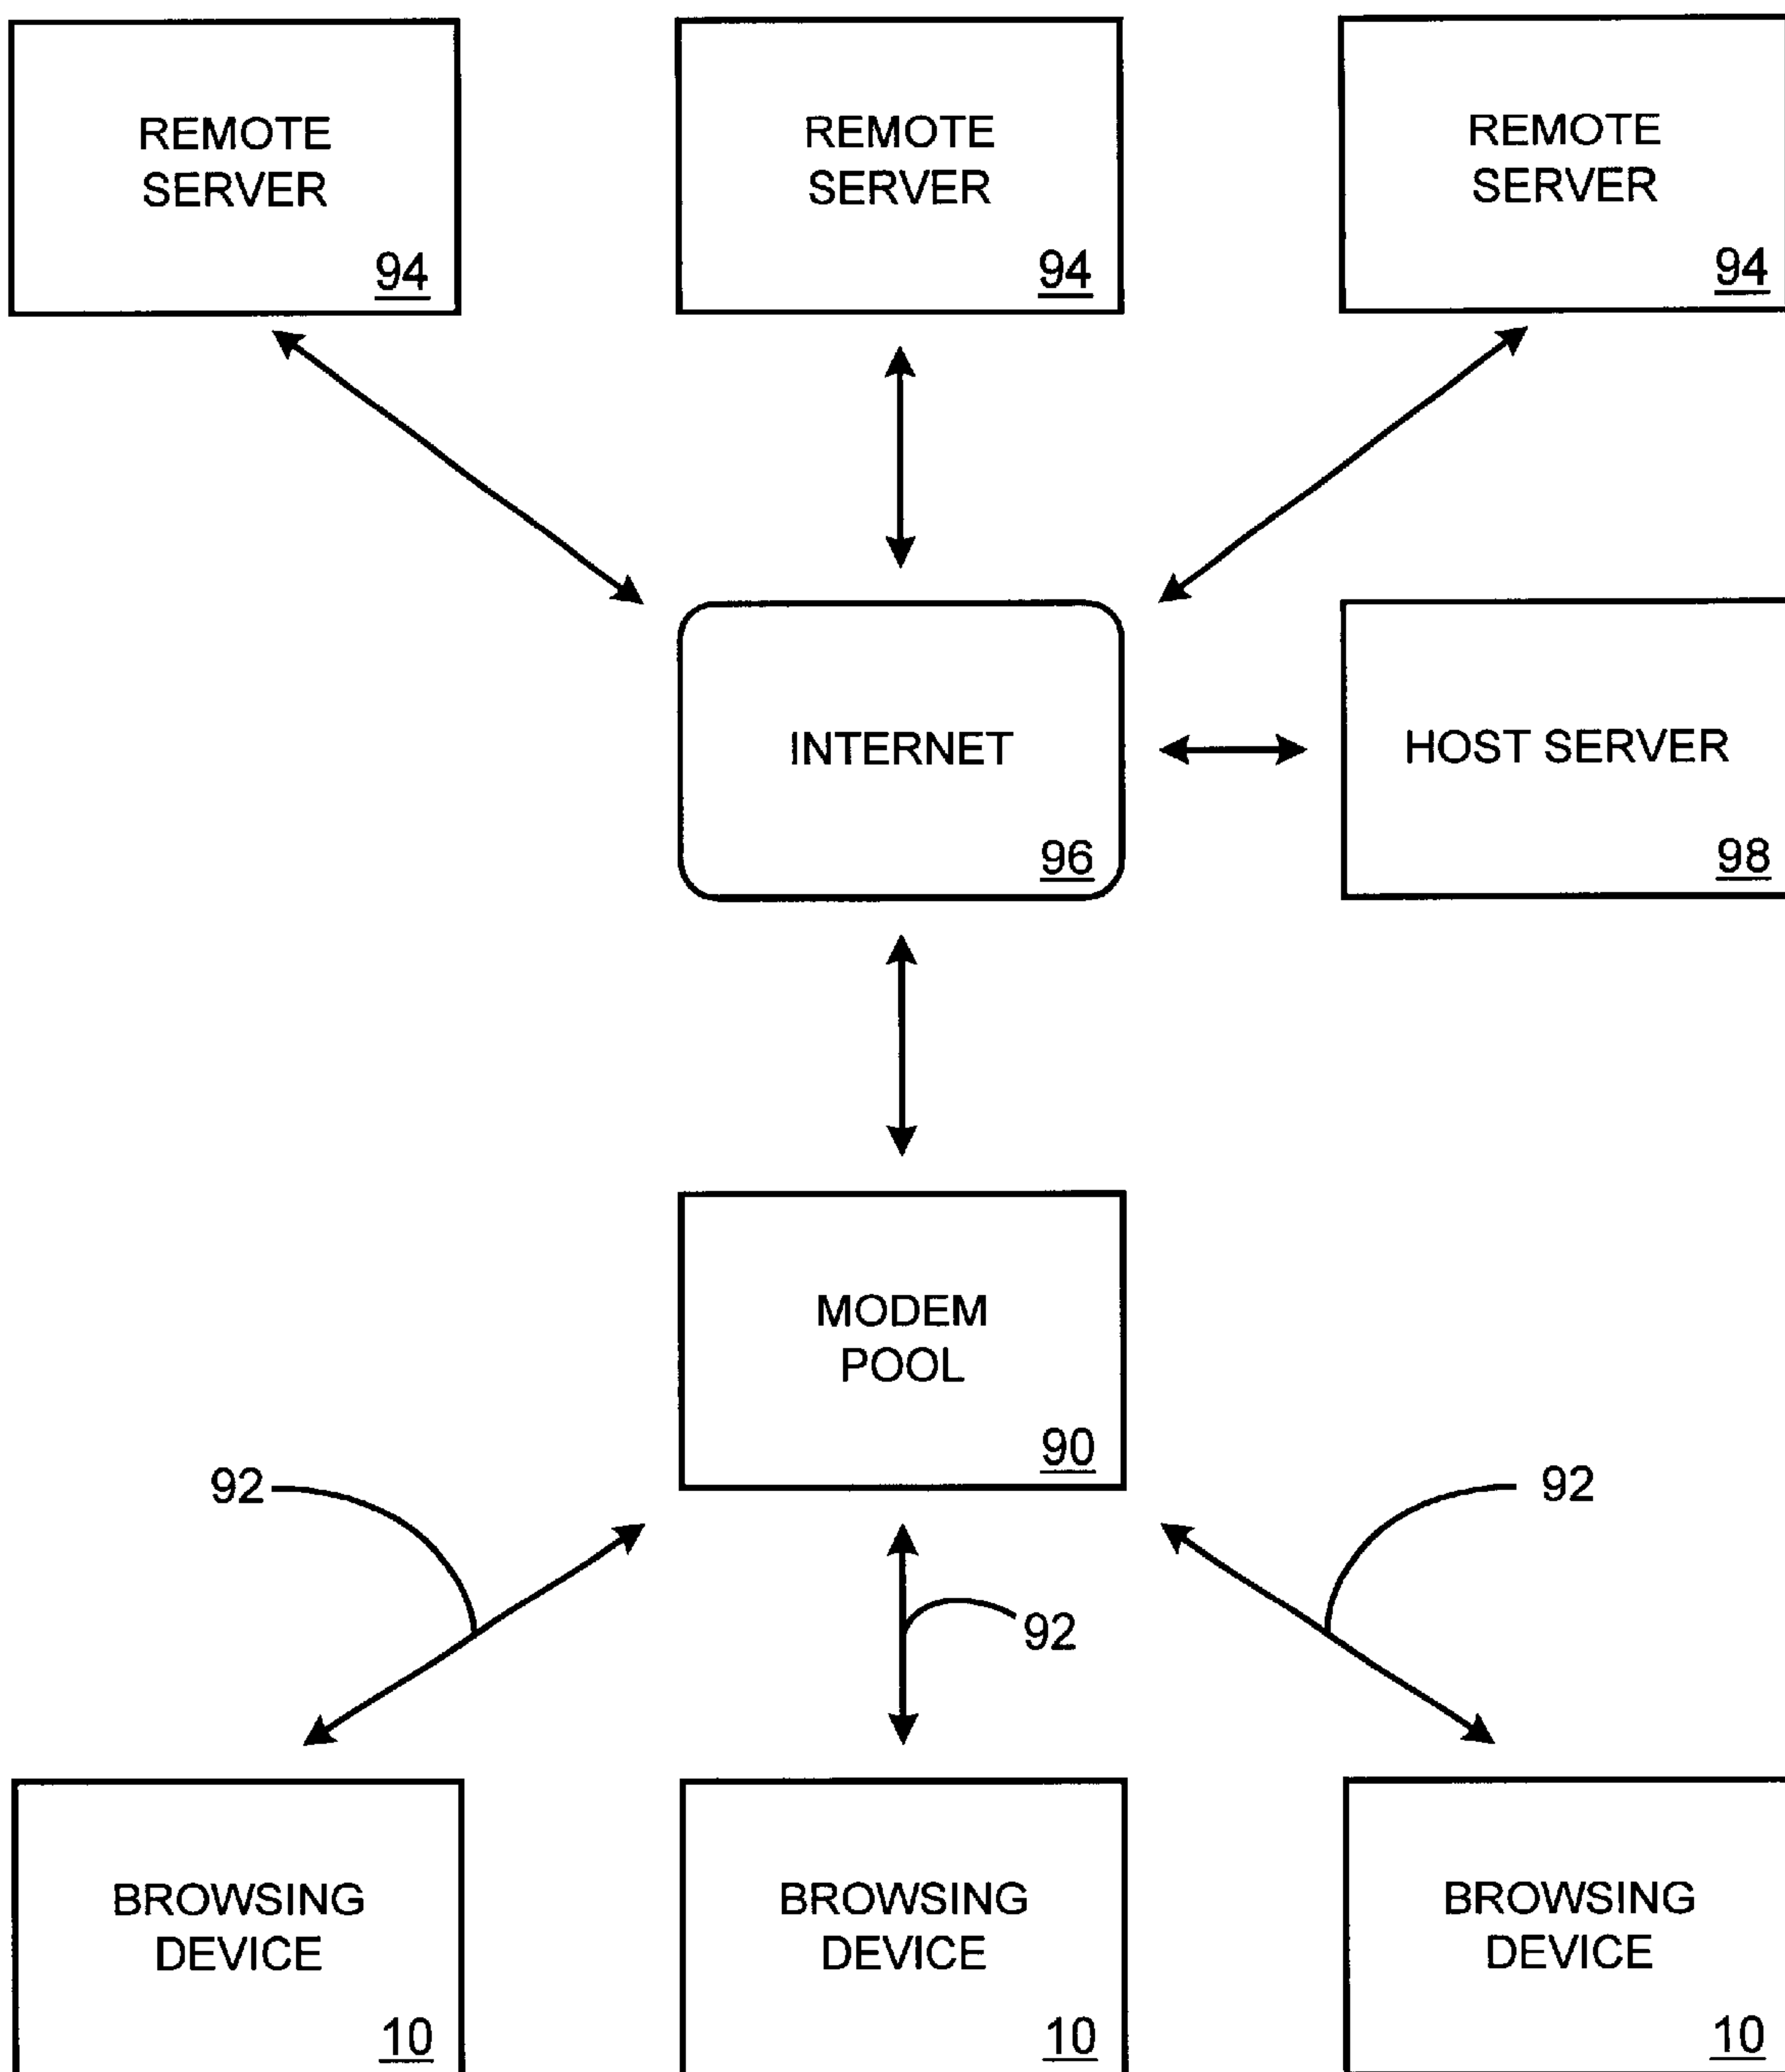 REMOTE
SERVER
94
REMOTE
SERVER
94
REMOTE
SERVER
94
INTERNET
96
HOST SERVER
98
MODEM
POOL
90
92
92
92
BROWSING
DEVICE
10
BROWSING
DEVICE
10
BROWSING
DEVICE
10